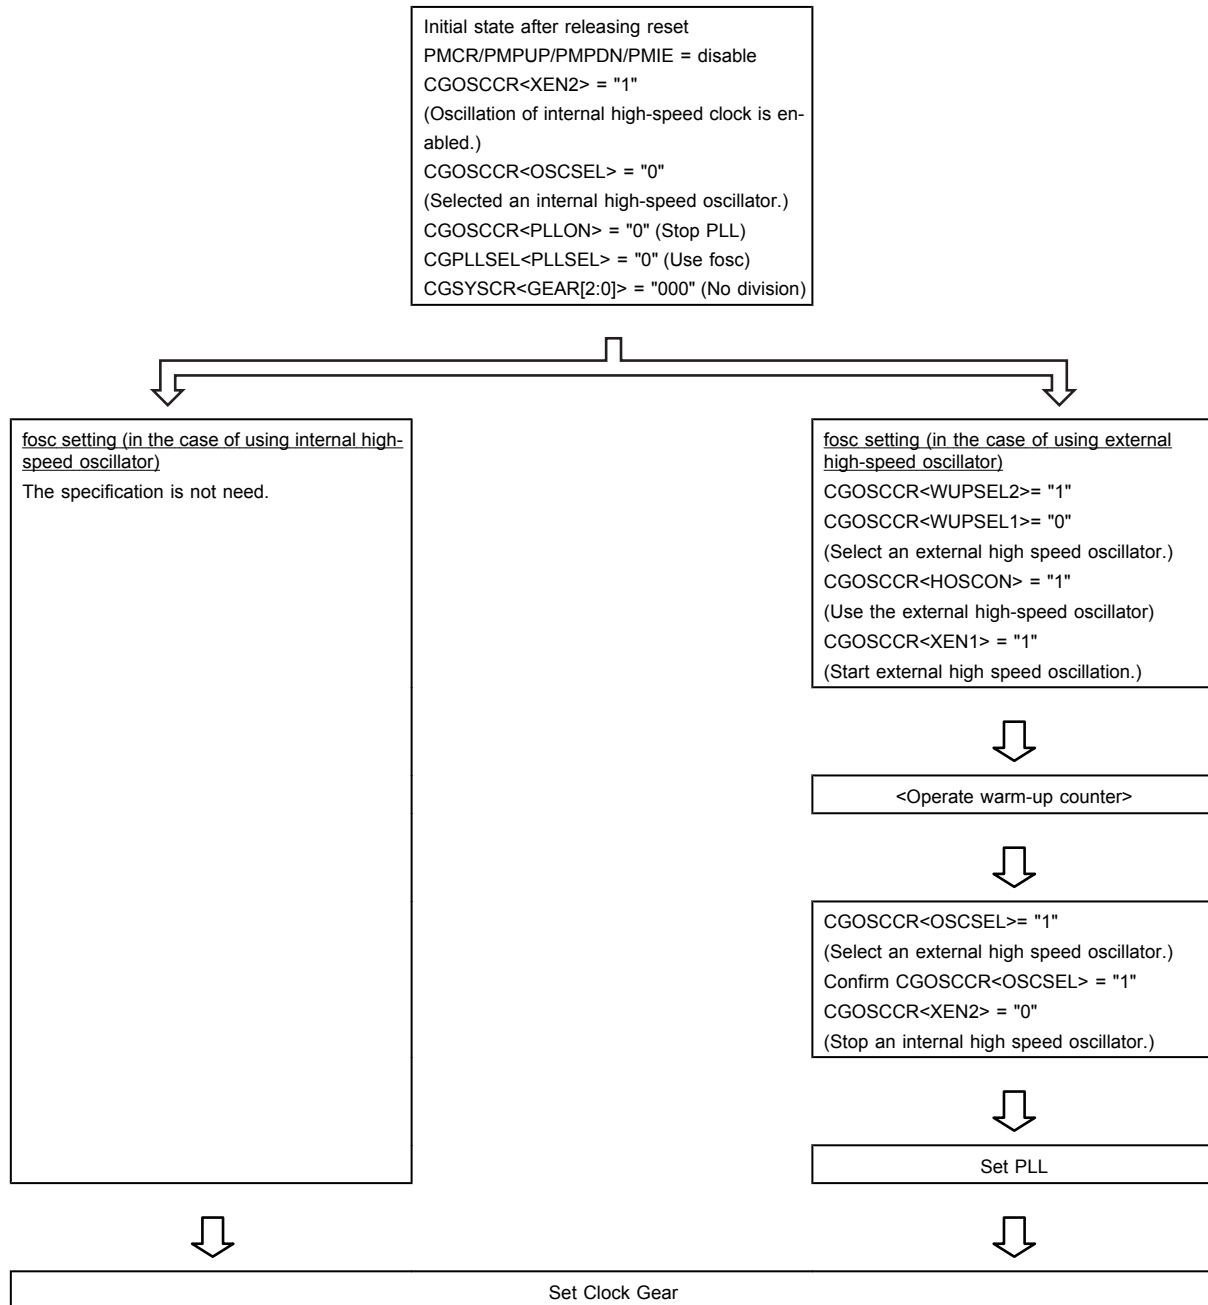 Initial state after releasing reset
PMCR/PMPUP/PMPDN/PMIE = disable
CGOSCCR<XEN2> = "1"
(Oscillation of internal high-speed clock is en-
abled.)
CGOSCCR<OSCSEL> = "0"
(Selected an internal high-speed oscillator.)
CGOSCCR<PLLON> = "0" (Stop PLL)
CGPLLSEL<PLLSEL> = "0" (Use fosc)
CGSYSCR<GEAR[2:0]> = "000" (No division)
fosc setting (in the case of using internal high-
speed oscillator)
The specification is not need.
fosc setting (in the case of using external
high-speed oscillator)
CGOSCCR<WUPSEL2>= "1"
CGOSCCR<WUPSEL1>= "0"
(Select an external high speed oscillator.)
CGOSCCR<HOSCON> = "1"
(Use the external high-speed oscillator)
CGOSCCR<XEN1> = "1"
(Start external high speed oscillation.)
<Operate warm-up counter>
CGOSCCR<OSCSEL>= "1"
(Select an external high speed oscillator.)
Confirm CGOSCCR<OSCSEL> = "1"
CGOSCCR<XEN2> = "0"
(Stop an internal high speed oscillator.)
Set PLL
Set Clock Gear